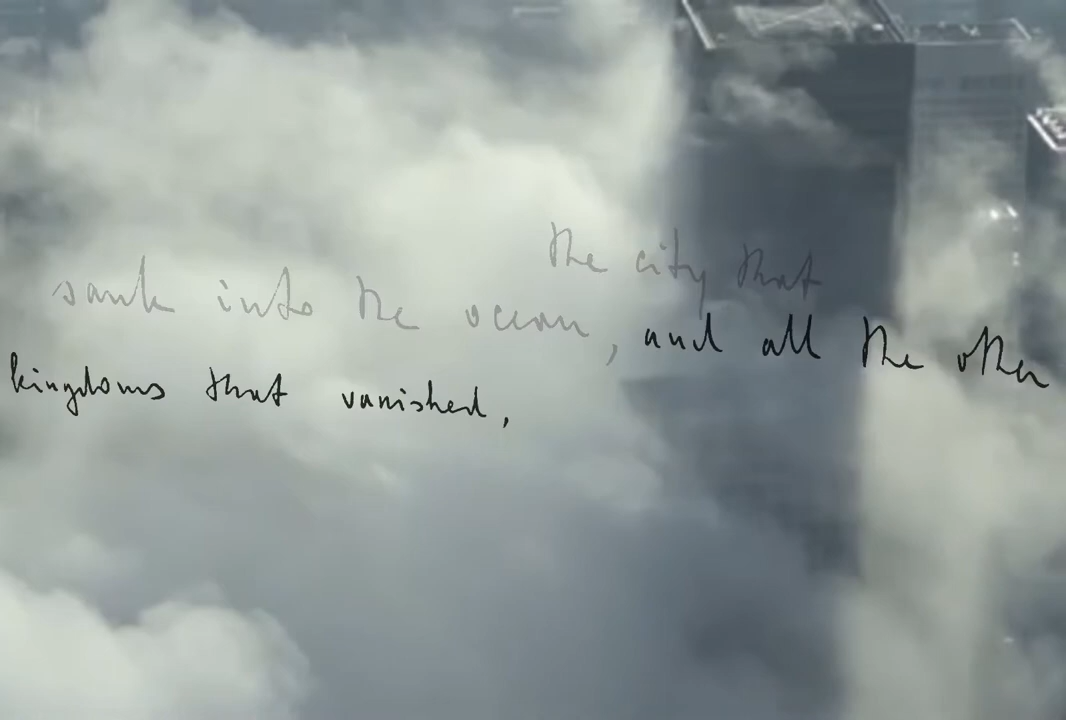 the city that
sank into the ocean, and all the other
kingdoms that vanished,